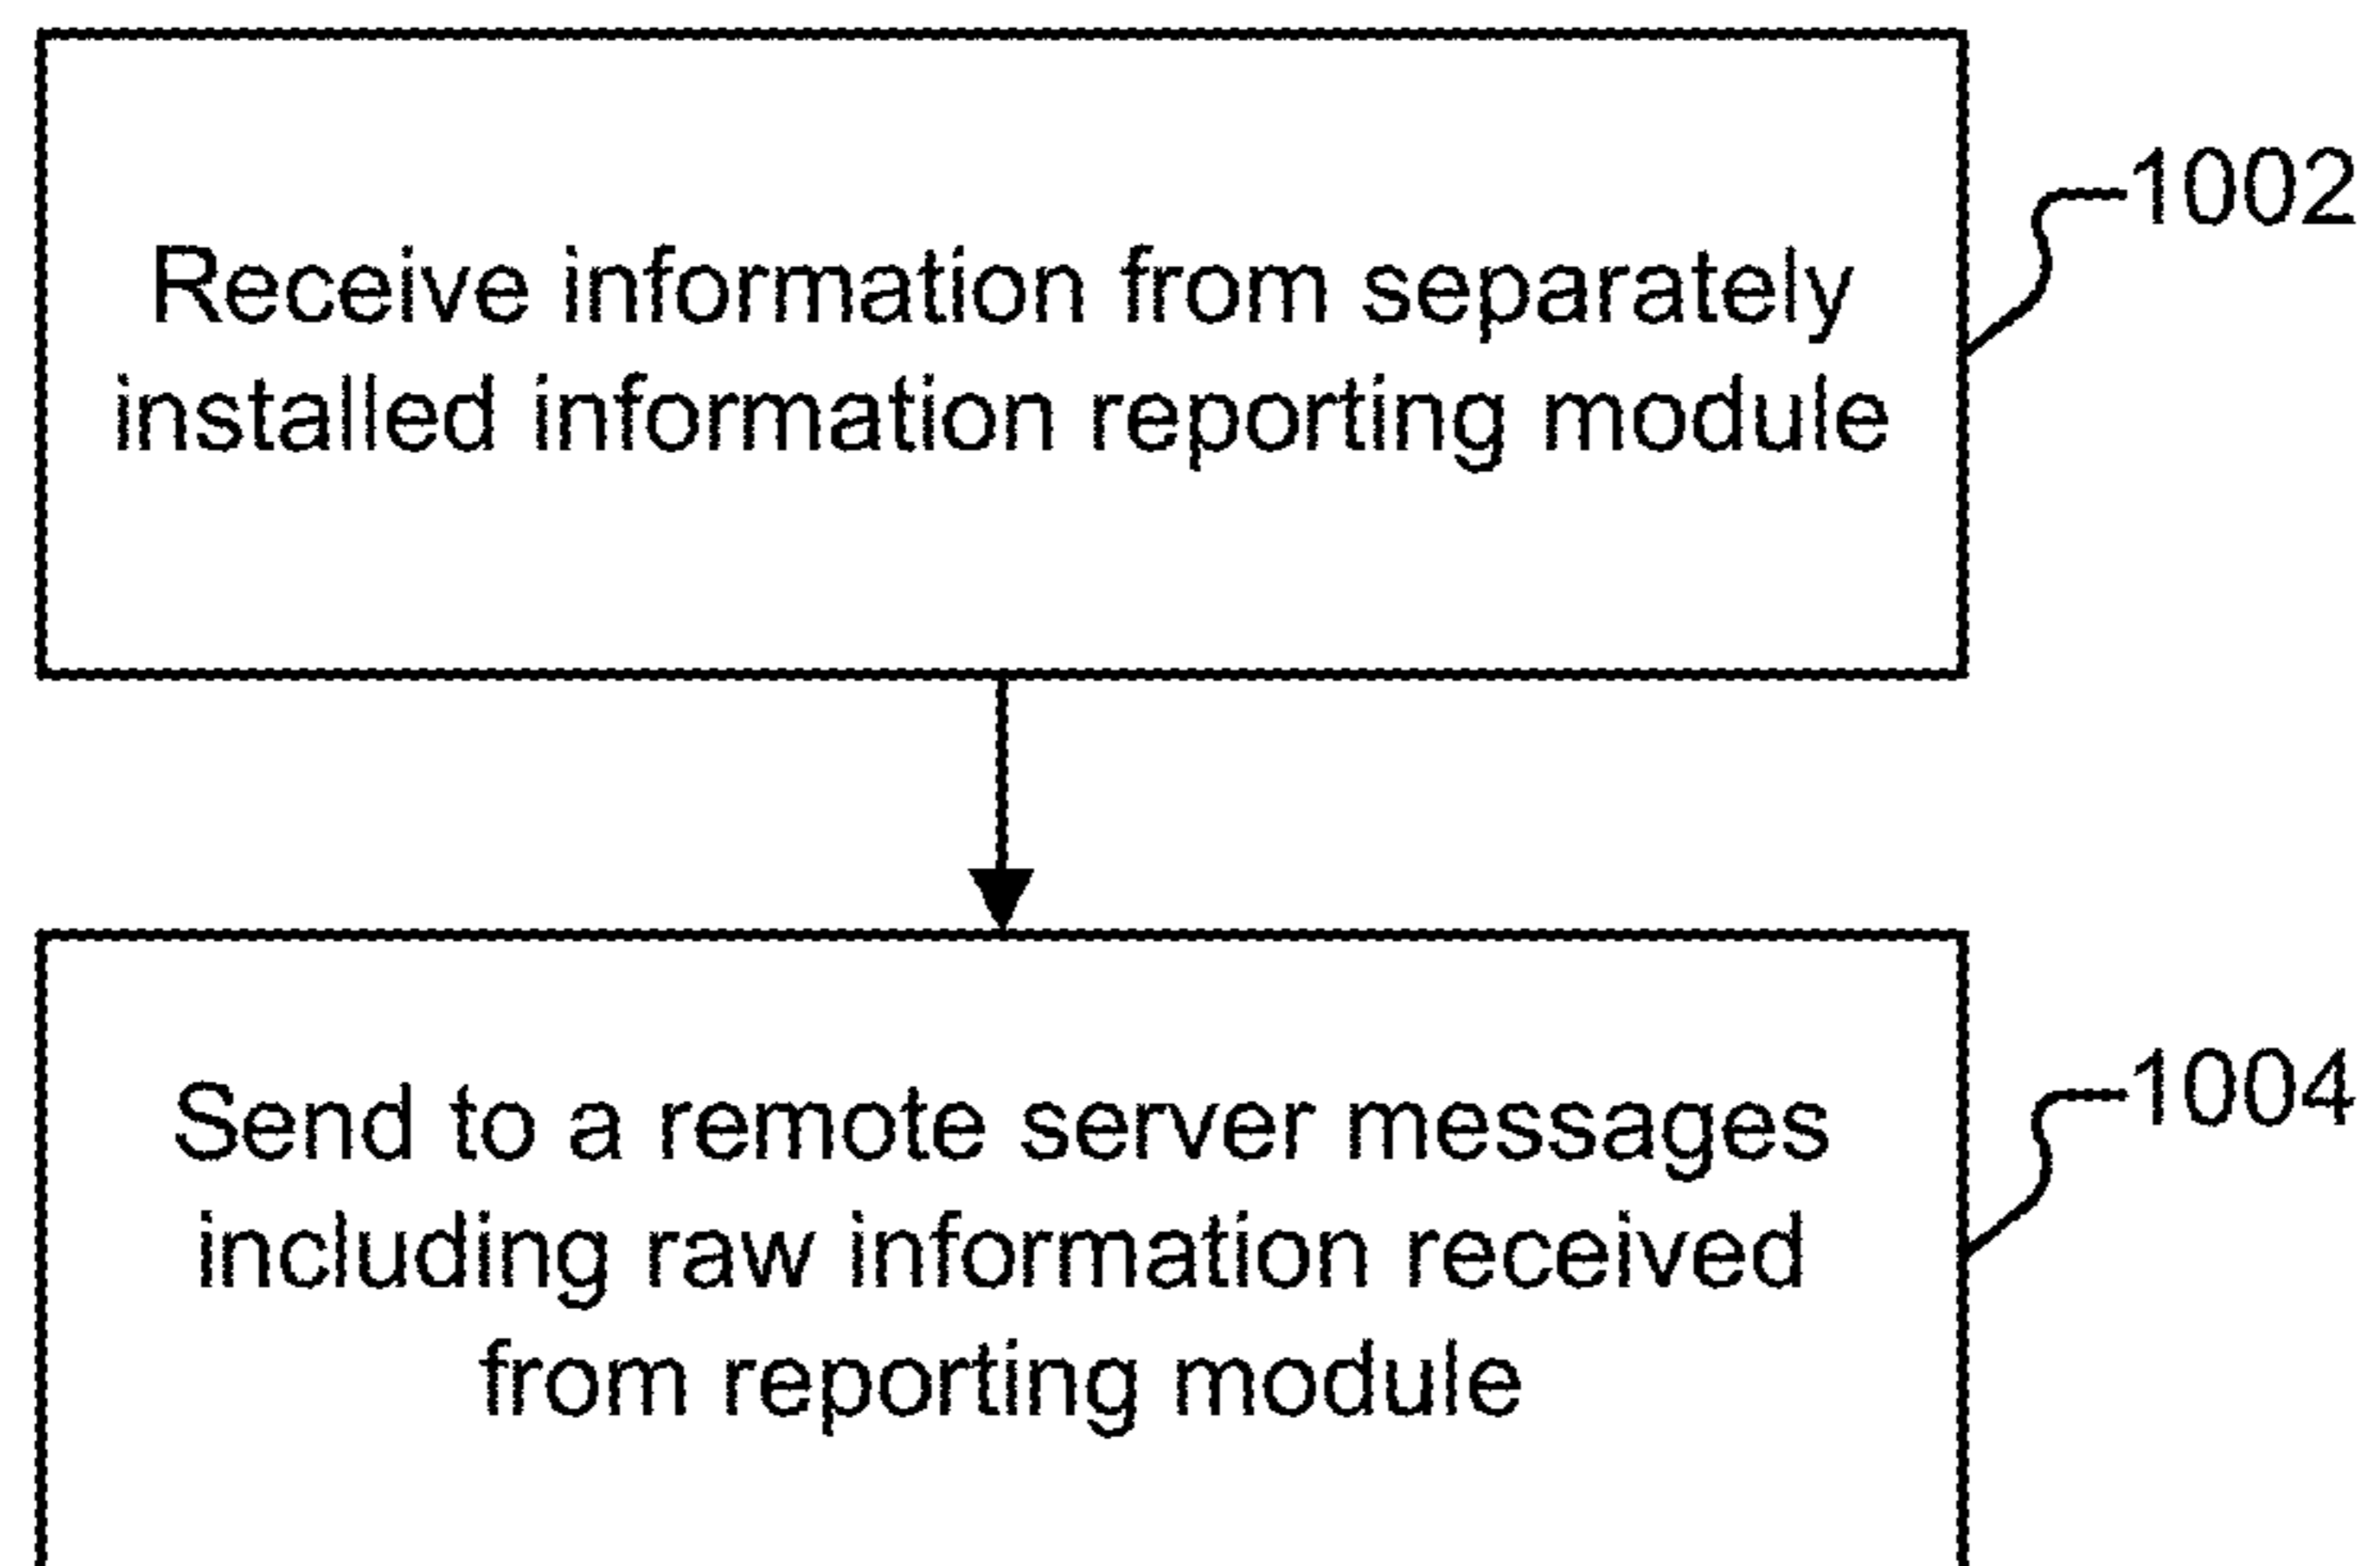 1002
Receive information from separately
installed information reporting module
1004
Send to a remote server messages
including raw information received
from reporting module